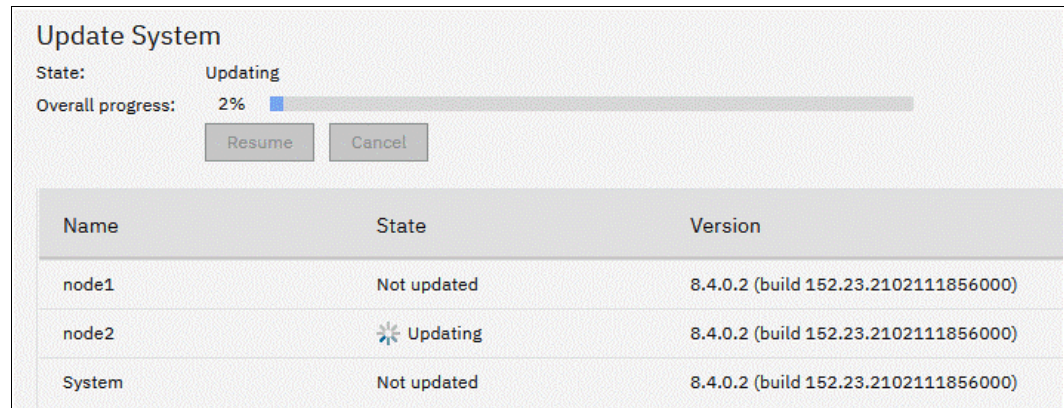 Update System
State: Updating
Overall progress: 2%
Resume Cancel
Name State Version
node1 Not updated 8.4.0.2 (build 152.23.2102111856000)
node2 Updating 8.4.0.2 (build 152.23.2102111856000)
System Not updated 8.4.0.2 (build 152.23.2102111856000)